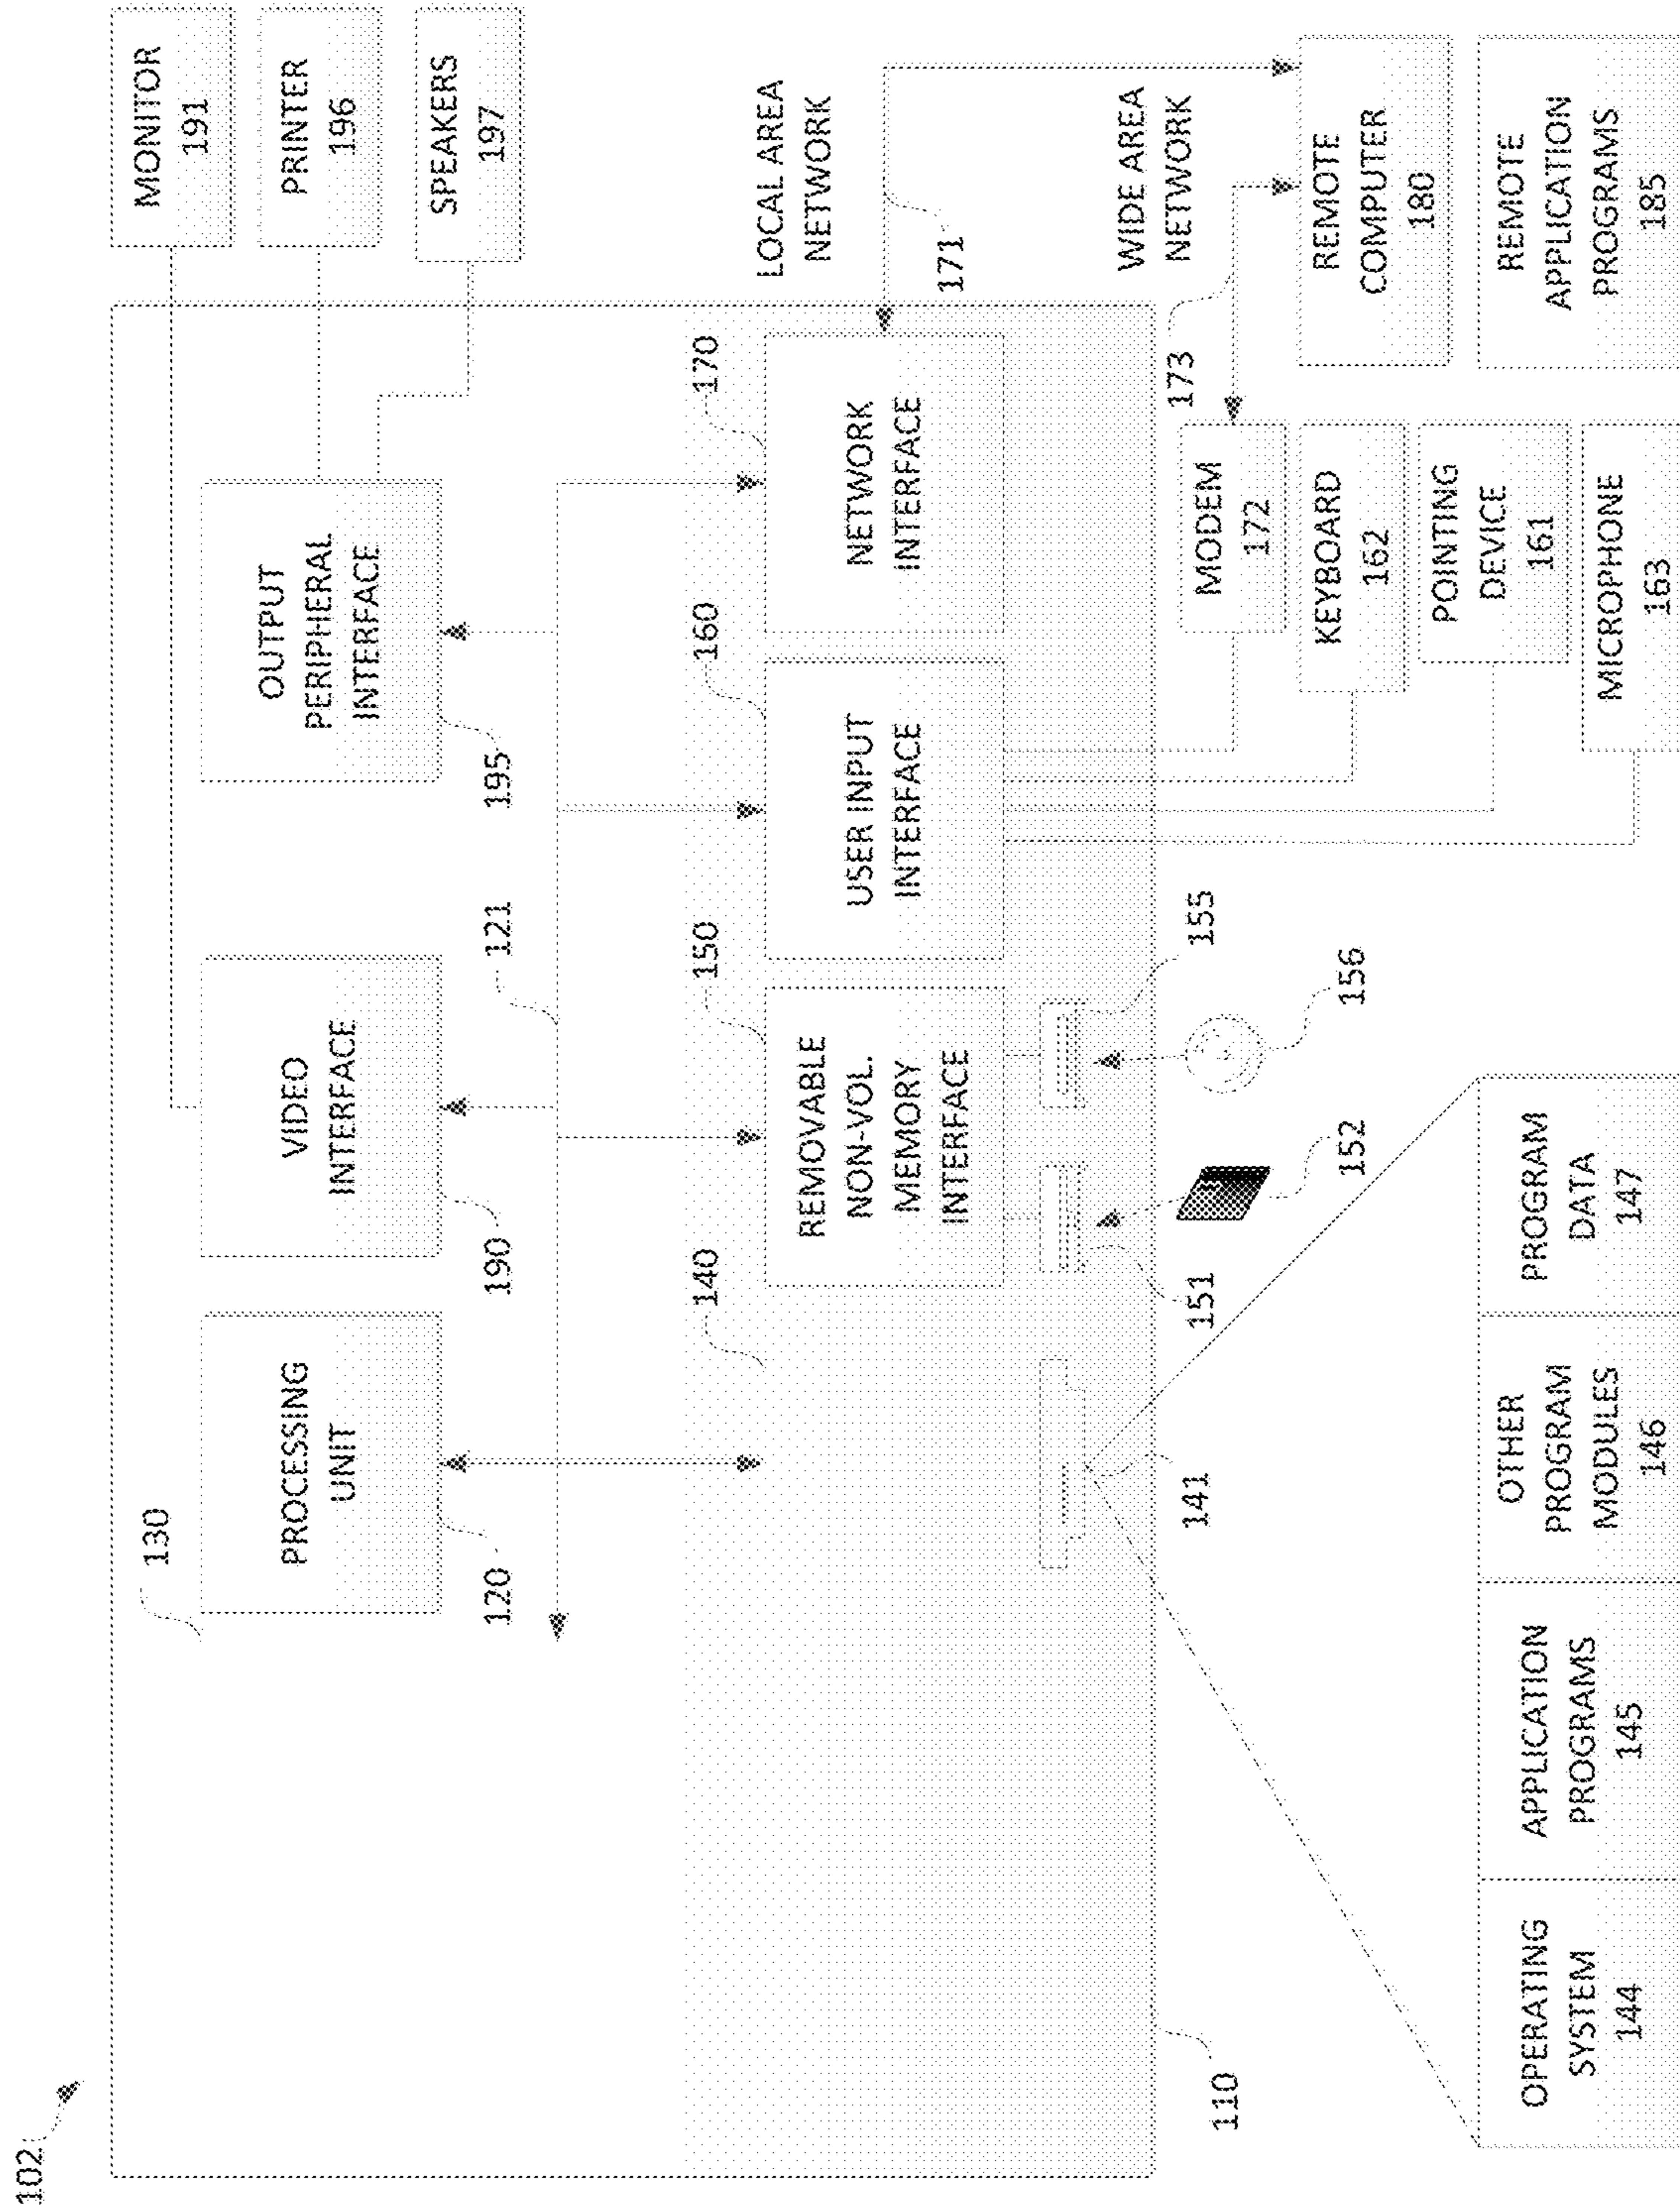 102
130
PROCESSING
UNIT
120
VIDEO
INTERFACE
190
121
OUTPUT
PERIPHERAL
INTERFACE
195
MONITOR
191
PRINTER
196
SPEAKERS
197
140
150
REMOVABLE
NON-VOL.
MEMORY
INTERFACE
160
USER INPUT
INTERFACE
170
NETWORK
INTERFACE
LOCAL AREA
NETWORK
171
110
141
151
152
155
156
173
WIDE AREA
NETWORK
MODEM
172
KEYBOARD
162
POINTING
DEVICE
161
MICROPHONE
163
REMOTE
COMPUTER
180
REMOTE
APPLICATION
PROGRAMS
185
OPERATING
SYSTEM
144
APPLICATION
PROGRAMS
145
OTHER
PROGRAM
MODULES
146
PROGRAM
DATA
147